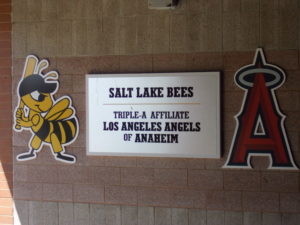 SALT LAKE BEES
TRIPLE-A AFFILIATE
LOS ANGELES ANGELS
OF ANAHEIM
A